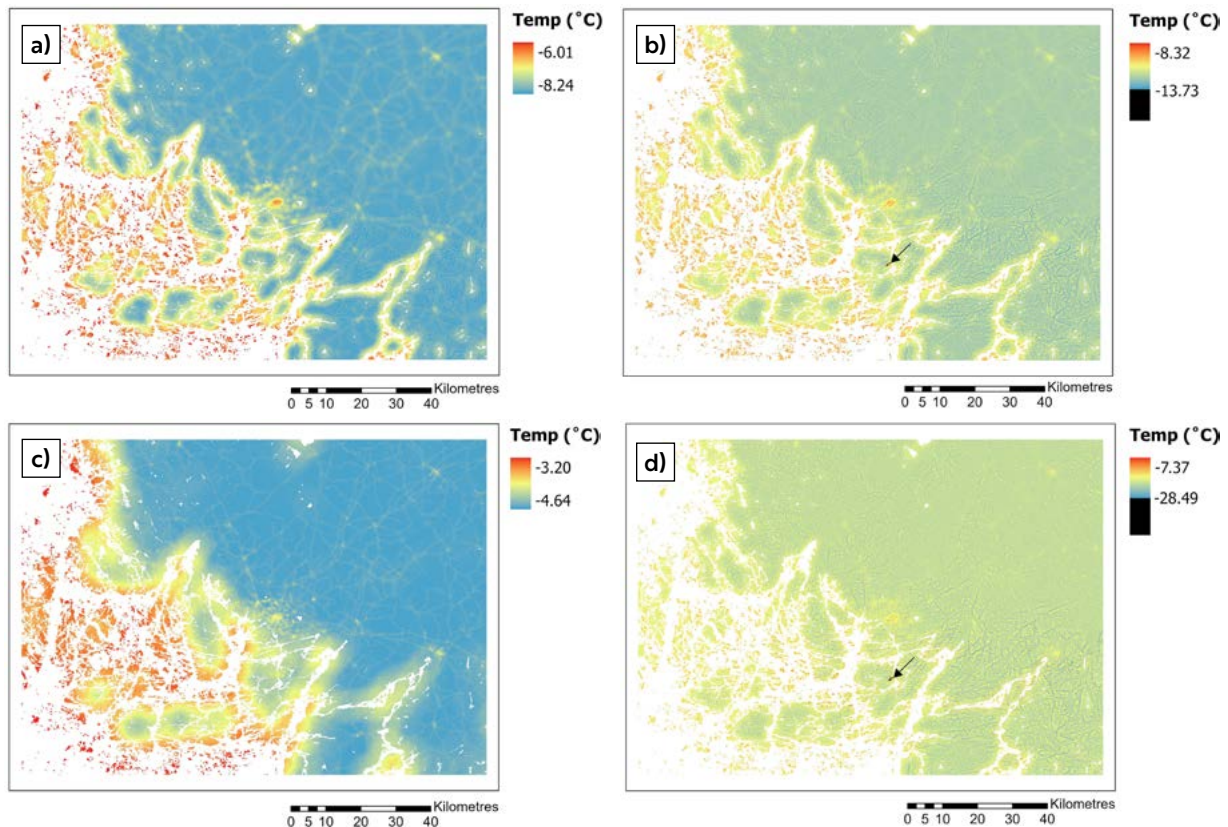 a)
Temp (˚C)
-6.01
-8.24
Kilometres
0 5 10 20 30 40
b)
Temp (˚C)
-8.32
-13.73
Kilometres
0 5 10 20 30 40
c)
Temp (˚C)
-3.20
-4.64
Kilometres
0 5 10 20 30 40
d)
Temp (˚C)
-7.37
-28.49
Kilometres
0 5 10 20 30 40